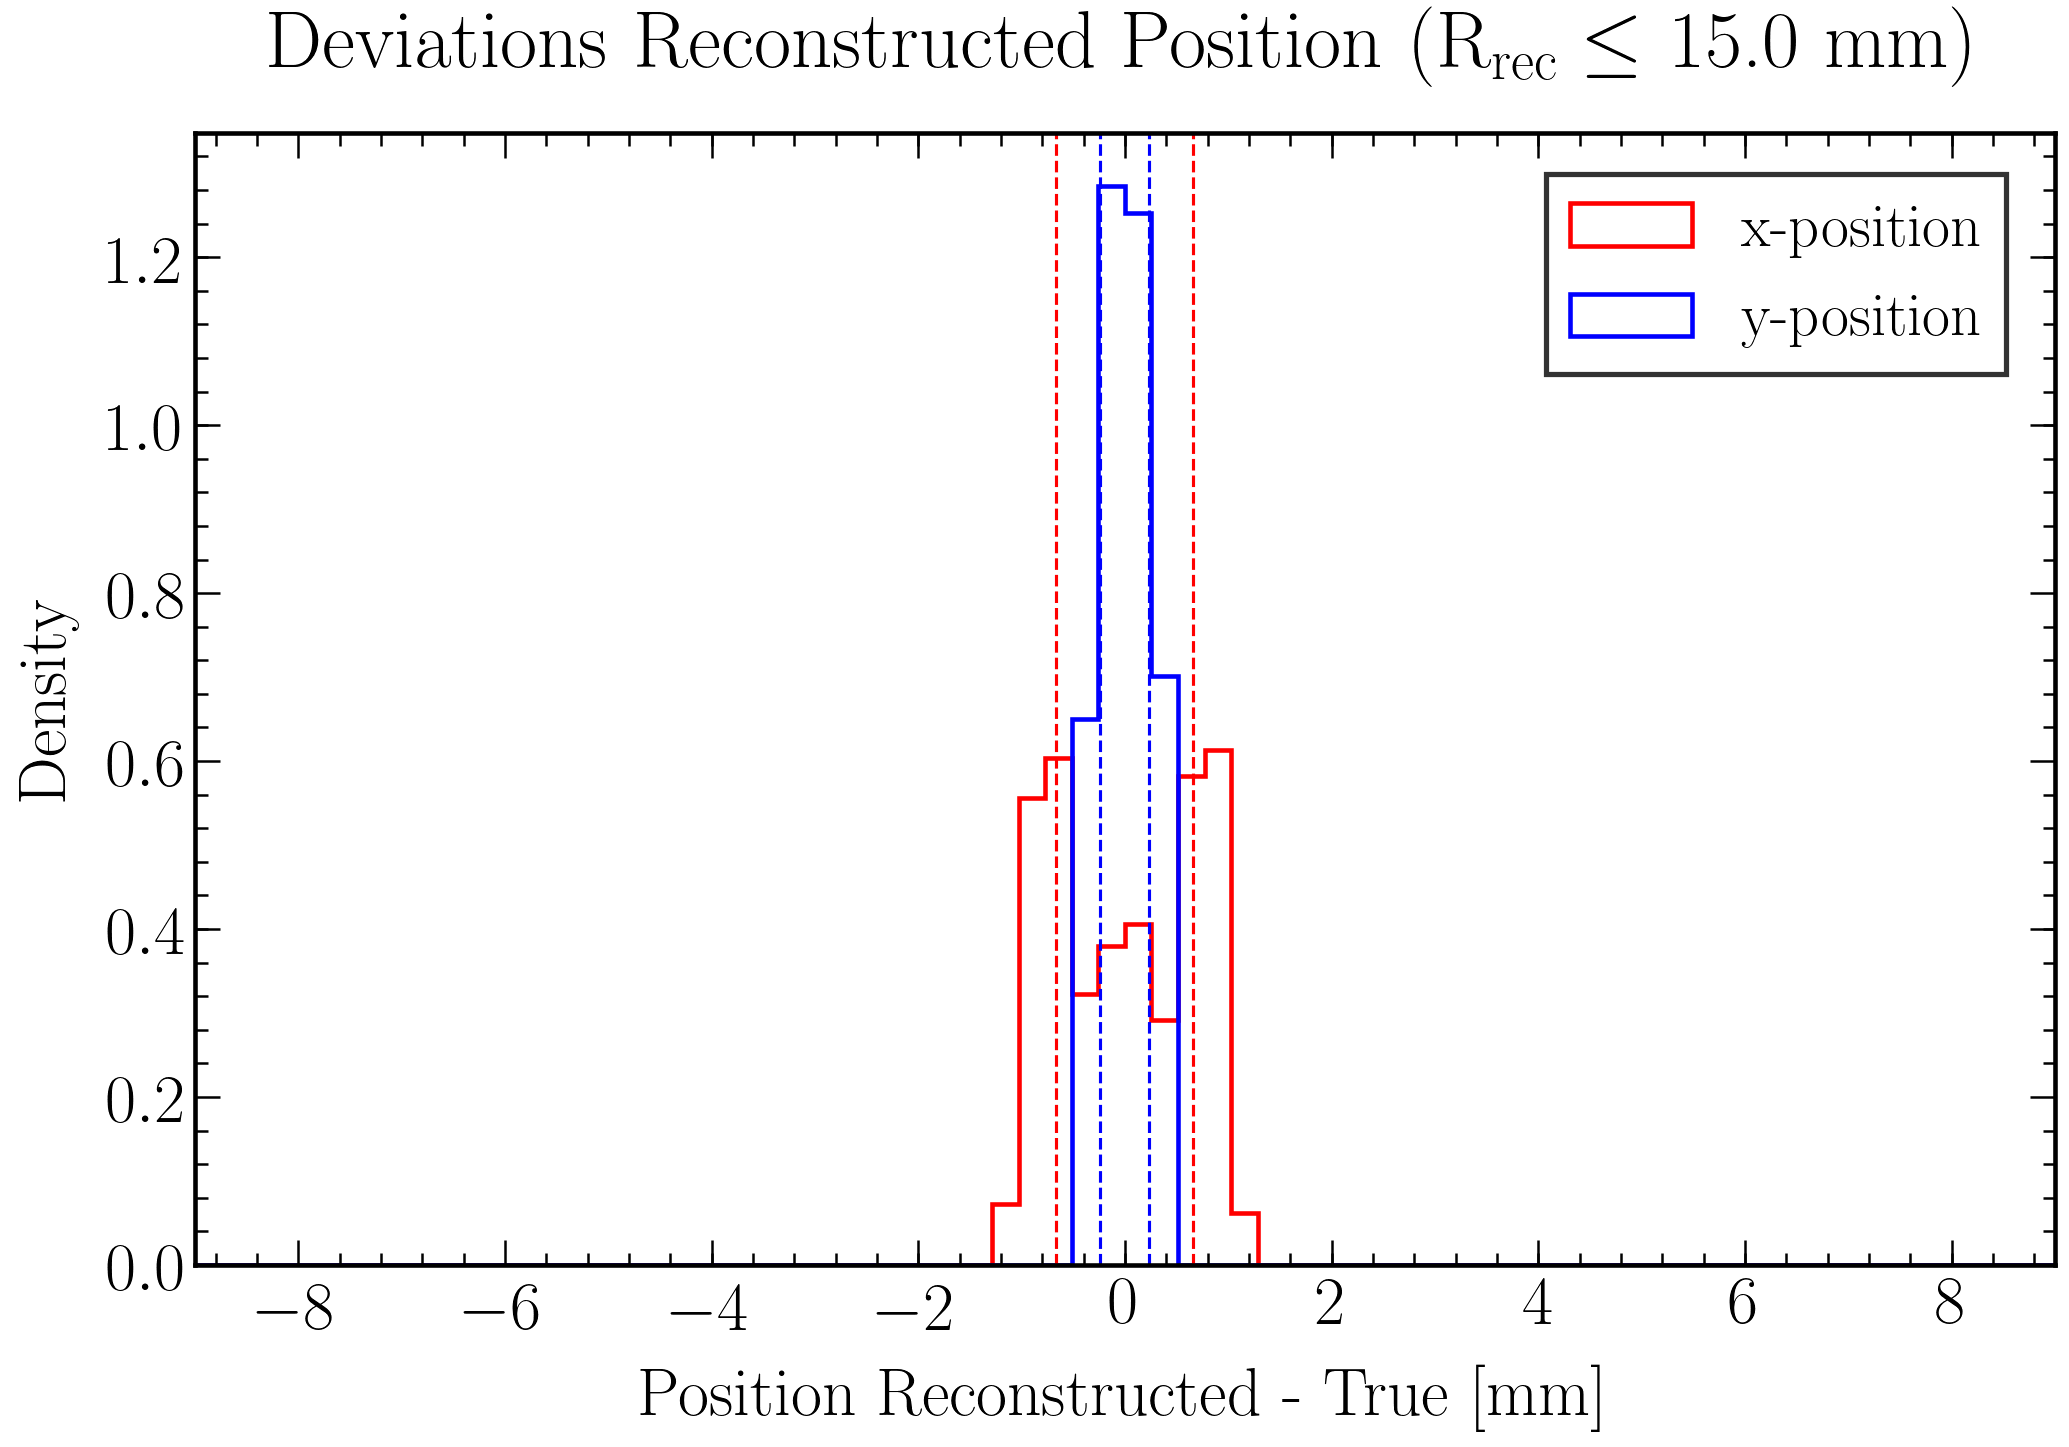 Deviations Reconstructed Position (R_rec ≤ 15.0 mm)
x-position
y-position
1.2
1.0
0.8
0.6
0.4
0.2
0.0
Density
−8 −6 −4 −2 0 2 4 6 8
Position Reconstructed - True [mm]